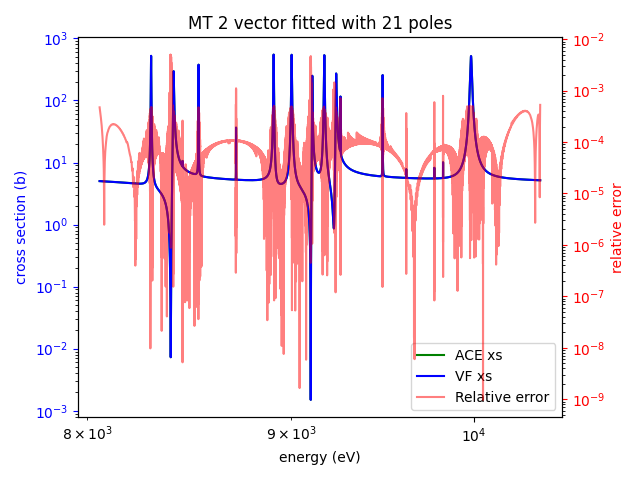 MT 2 vector fitted with 21 poles
10³
10²
10¹
10⁰
10⁻¹
10⁻²
10⁻³
cross section (b)
10⁻²
10⁻³
10⁻⁴
10⁻⁵
10⁻⁶
10⁻⁷
10⁻⁸
10⁻⁹
relative error
ACE xs
VF xs
Relative error
8 × 10³ 9 × 10³ 10⁴
energy (eV)